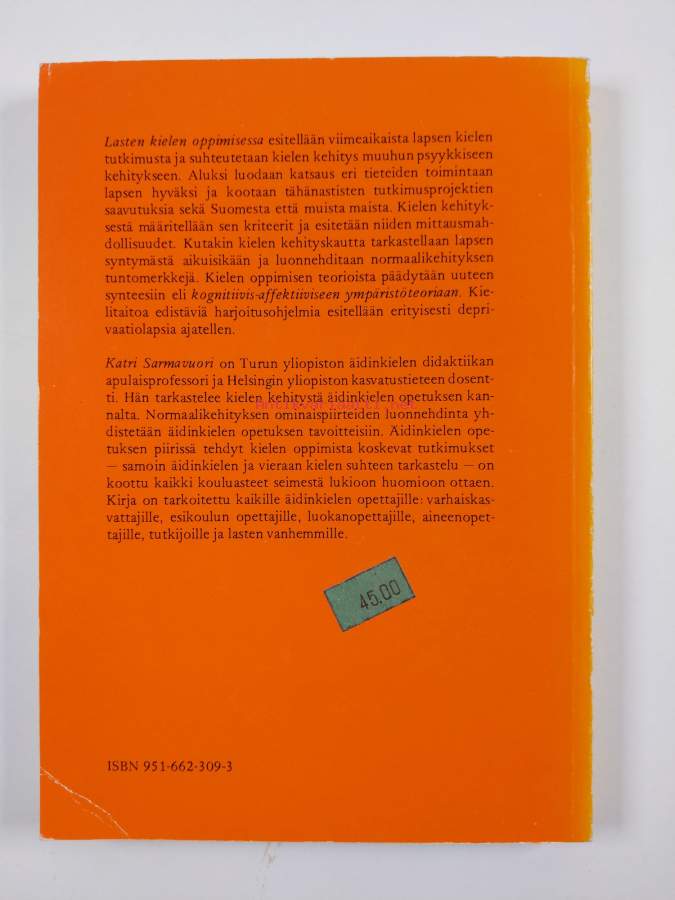 Lasten kielen oppimisessa esitellään viimeaikaista lapsen kielen
tutkimusta ja suhteutetaan kielen kehitys muuhun psyykkiseen
kehitykseen. Aluksi luodaan katsaus eri tieteiden toimintaan
lapsen hyväksi ja kootaan tähänastisten tutkimusprojektien
saavutuksia sekä Suomesta että muista maista. Kielen kehityk-
sestä määritellään sen kriteerit ja esitetään niiden mittausmah-
dollisuudet. Kutakin kielen kehityskautta tarkastellaan lapsen
syntymästä aikuisikään ja luonnehditaan normaalikehityksen
tuntomerkkejä. Kielen oppimisen teorioista päädytään uuteen
synteesiin eli kognitiivis-affektiiviseen ympäristöteoriaan. Kie-
litaitoa edistäviä harjoitusohjelmia esitellään erityisesti depri-
vaatiolapsia ajatellen.
Katri Sarmavuori on Turun yliopiston äidinkielen didaktiikan
apulaisprofessori ja Helsingin yliopiston kasvatustieteen dosent-
ti. Hän tarkastelee kielen kehitystä äidinkielen opetuksen kan-
nalta. Normaalikehityksen ominaispiirteiden luonnehdinta yh-
distetään äidinkielen opetuksen tavoitteisiin. Äidinkielen ope-
tuksen piirissä tehdyt kielen oppimista koskevat tutkimukset
— samoin äidinkielen ja vieraan kielen suhteen tarkastelu — on
koottu kaikki kouluasteet seimestä lukioon huomioon ottaen.
Kirja on tarkoitettu kaikille äidinkielen opettajille: varhaiskas-
vattajille, esikoulun opettajille, luokanopettajille, aineenopet-
tajille, tutkijoille ja lasten vanhemmille.
45,00
ISBN 951-662-309-3